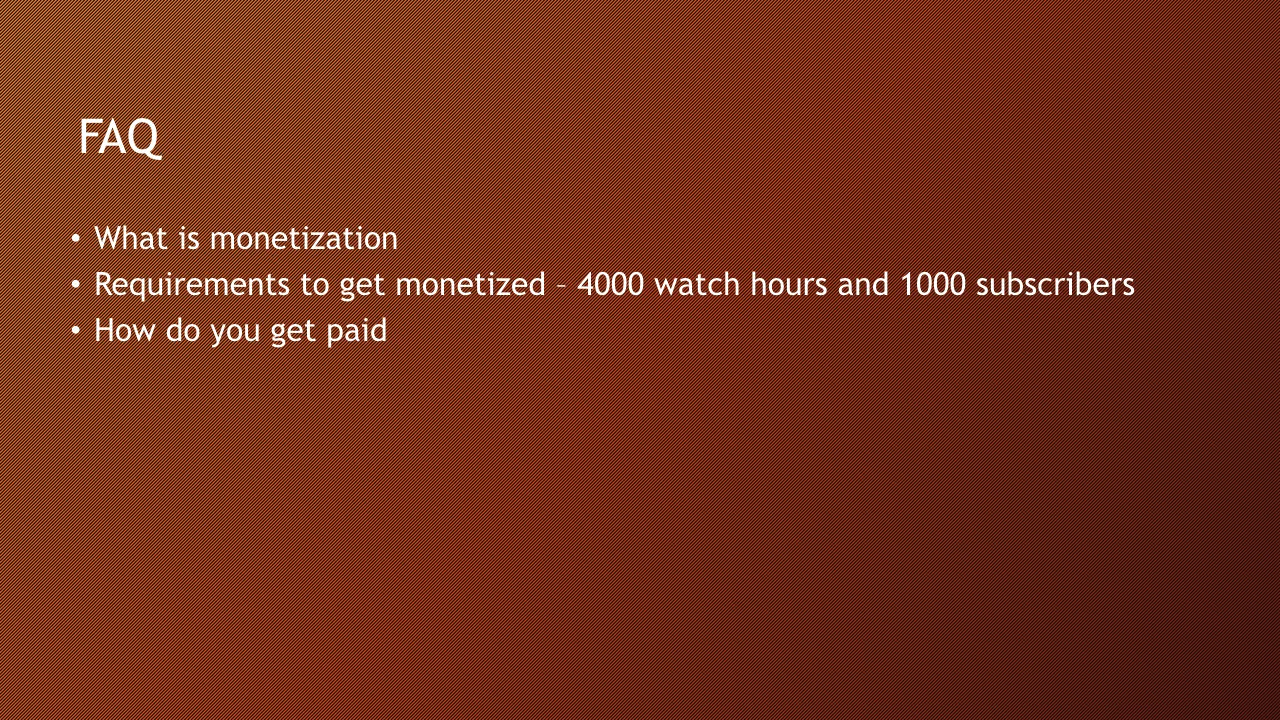 FAQ
• What is monetization
• Requirements to get monetized – 4000 watch hours and 1000 subscribers
• How do you get paid